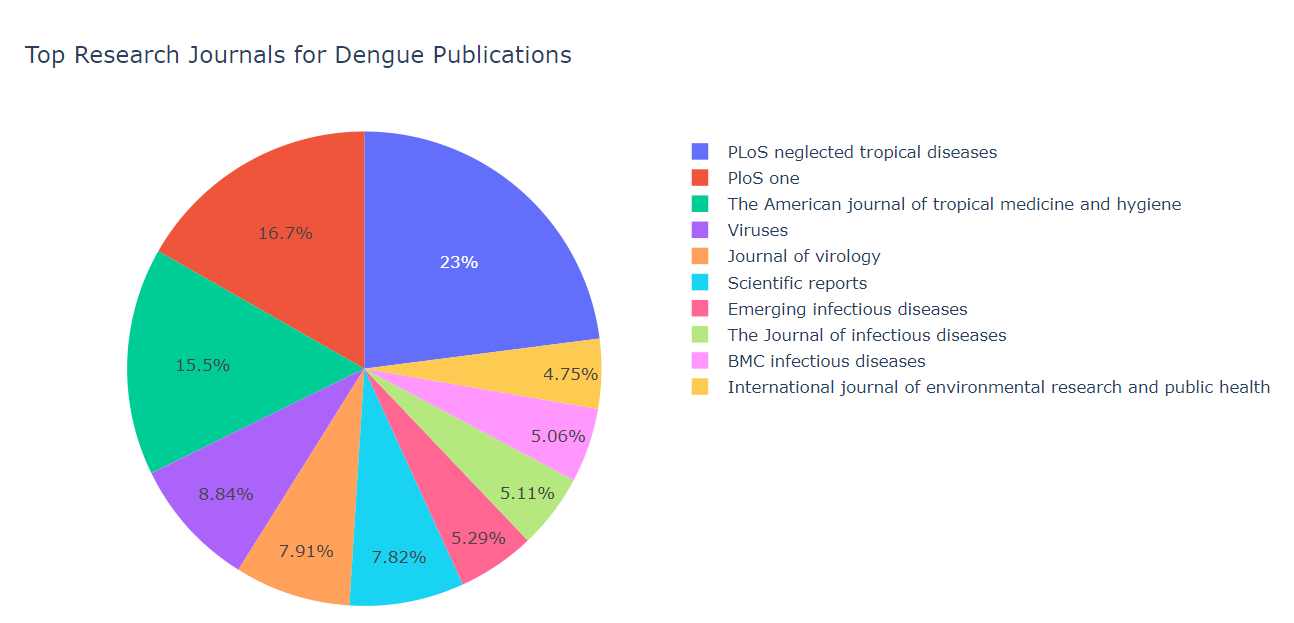 Top Research Journals for Dengue Publications
16.7%
23%
15.5%
4.75%
5.06%
8.84%
5.11%
7.91%
7.82%
5.29%
PLoS neglected tropical diseases
PloS one
The American journal of tropical medicine and hygiene
Viruses
Journal of virology
Scientific reports
Emerging infectious diseases
The Journal of infectious diseases
BMC infectious diseases
International journal of environmental research and public health